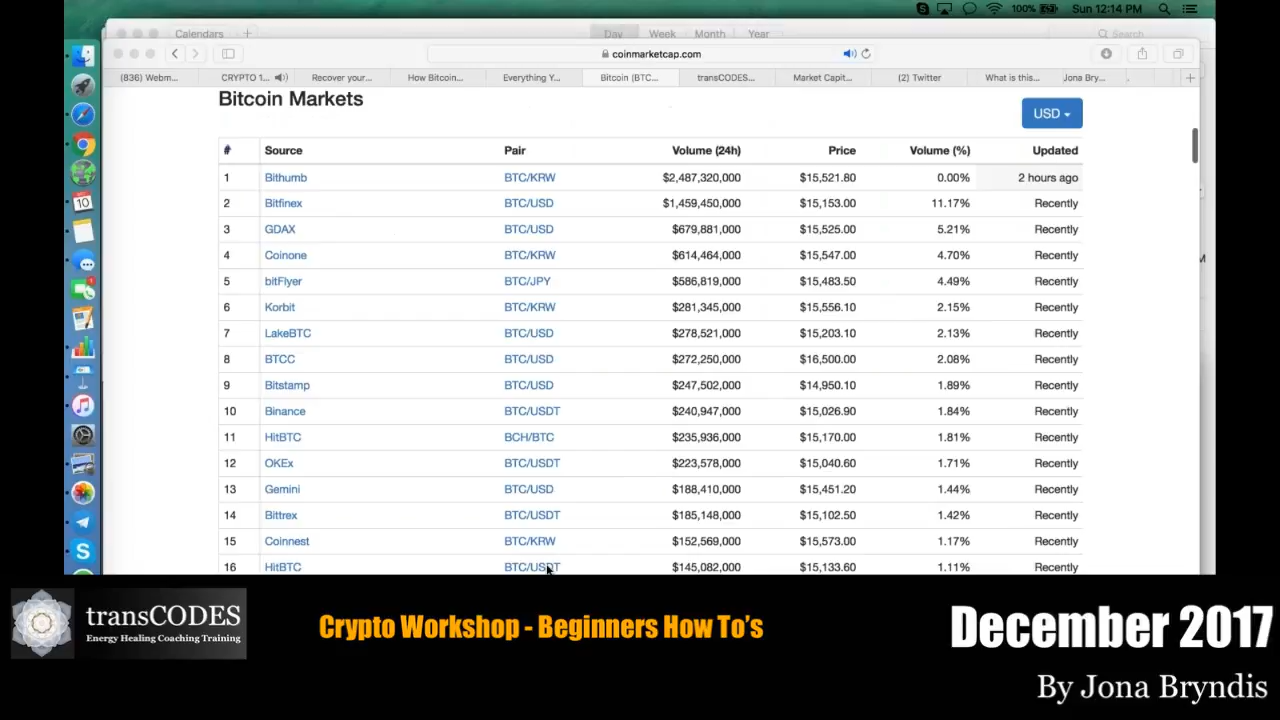 100%
Sun 12:14 PM
Calendars
Day Week Month Year
Search
coinmarketcap.com
(836) Webm... CRYPTO 1... Recover your... How Bitcoin... Everything Y... Bitcoin (BTC... transCODES... Market Capit... (2) Twitter What is this... Jona Bry...
Bitcoin Markets
USD
# Source Pair Volume (24h) Price Volume (%) Updated
1 Bithumb BTC/KRW $2,487,320,000 $15,521.80 0.00% 2 hours ago
2 Bitfinex BTC/USD $1,459,450,000 $15,153.00 11.17% Recently
3 GDAX BTC/USD $679,881,000 $15,525.00 5.21% Recently
4 Coinone BTC/KRW $614,464,000 $15,547.00 4.70% Recently
5 bitFlyer BTC/JPY $586,819,000 $15,483.50 4.49% Recently
6 Korbit BTC/KRW $281,345,000 $15,556.10 2.15% Recently
7 LakeBTC BTC/USD $278,521,000 $15,203.10 2.13% Recently
8 BTCC BTC/USD $272,250,000 $16,500.00 2.08% Recently
9 Bitstamp BTC/USD $247,502,000 $14,950.10 1.89% Recently
10 Binance BTC/USDT $240,947,000 $15,026.90 1.84% Recently
11 HitBTC BCH/BTC $235,936,000 $15,170.00 1.81% Recently
12 OKEx BTC/USDT $223,578,000 $15,040.60 1.71% Recently
13 Gemini BTC/USD $188,410,000 $15,451.20 1.44% Recently
14 Bittrex BTC/USDT $185,148,000 $15,102.50 1.42% Recently
15 Coinnest BTC/KRW $152,569,000 $15,573.00 1.17% Recently
16 HitBTC BTC/USDT $145,082,000 $15,133.60 1.11% Recently
10
transCODES
Energy Healing Coaching Training
Crypto Workshop - Beginners How To's
December 2017
By Jona Bryndis